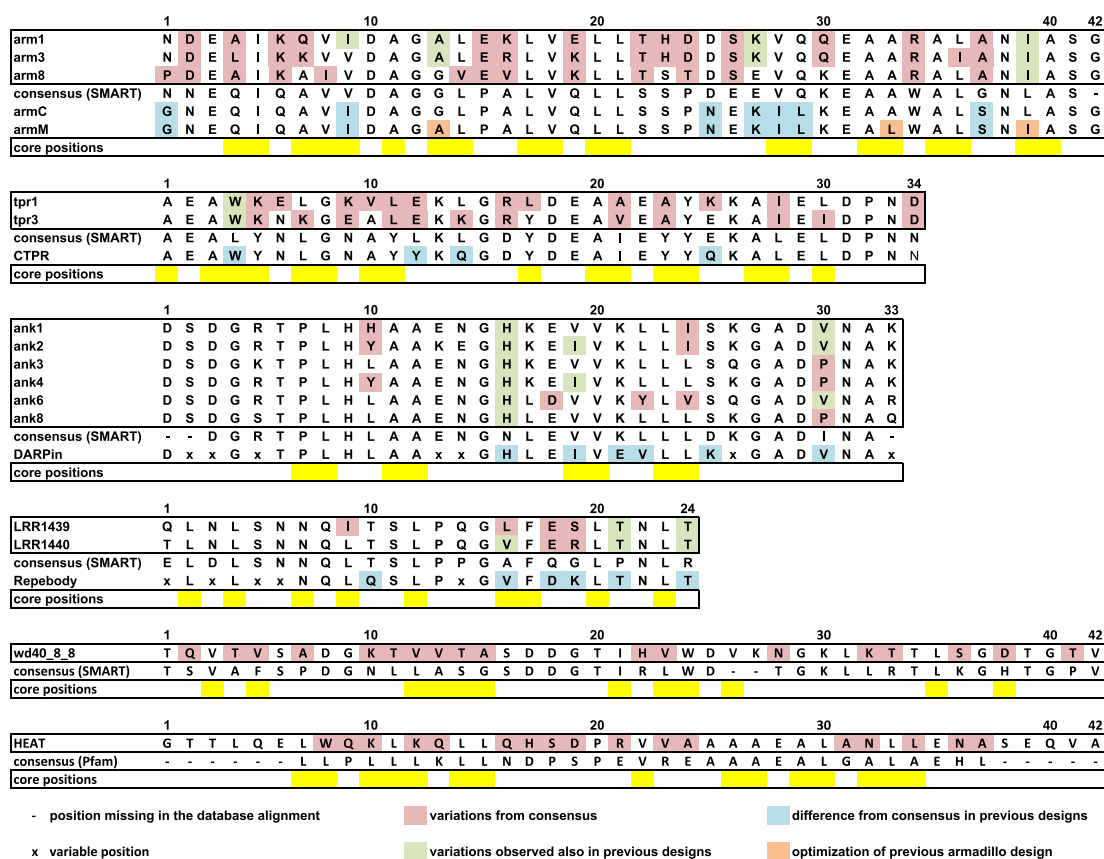 1 10 20 30 40 42
arm1 N D E A I K Q V I D A G A L E K L V E L L T H D D S K V Q Q E A A R A L A N I A S G
arm3 N D E L I K K V V D A G A L E R L V K L L T H D D S K V Q Q E A A R A I A N I A S G
arm8 P D E A I K A I V D A G G V E V L V K L L T S T D S E V Q K E A A R A L A N I A S G
consensus (SMART) N N E Q I Q A V V D A G G L P A L V Q L L S S P D E E V Q K E A A W A L G N L A S -
armC G N E Q I Q A V I D A G G L P A L V Q L L S S P N E K I L K E A A W A L S N L A S G
armM G N E Q I Q A V I D A G A L P A L V Q L L S S P N E K I L K E A L W A L S N I A S G
core positions
1 10 20 30 34
tpr1 A E A W K E L G K V L E K L G R L D E A A E A Y K K A I E L D P N D
tpr3 A E A W K N K G E A L E K K G R Y D E A V E A Y E K A I E I D P N D
consensus (SMART) A E A L Y N L G N A Y L K L G D Y D E A I E Y Y E K A L E L D P N N
CTPR A E A W Y N L G N A Y Y K Q G D Y D E A I E Y Y Q K A L E L D P N N
core positions
1 10 20 30 33
ank1 D S D G R T P L H H A A E N G H K E V V K L L I S K G A D V N A K
ank2 D S D G R T P L H Y A A K E G H K E I V K L L I S K G A D V N A K
ank3 D S D G K T P L H L A A E N G H K E V V K L L L S Q G A D P N A K
ank4 D S D G R T P L H Y A A E N G H K E I V K L L L S K G A D P N A K
ank6 D S D G R T P L H L A A E N G H L D V V K Y L V S Q G A D V N A R
ank8 D S D G S T P L H L A A E N G H L E V V K L L L S K G A D P N A Q
consensus (SMART) - - D G R T P L H L A A E N G N L E V V K L L L D K G A D I N A -
DARPin D x x G x T P L H L A A x x G H L E I V E V L L K x G A D V N A x
core positions
1 10 20 24
LRR1439 Q L N L S N N Q I T S L P Q G L F E S L T N L T
LRR1440 T L N L S N N Q L T S L P Q G V F E R L T N L T
consensus (SMART) E L D L S N N Q L T S L P P G A F Q G L P N L R
Repebody x L x L x x N Q L Q S L P x G V F D K L T N L T
core positions
1 10 20 30 40 42
wd40_8_8 T Q V T V S A D G K T V V T A S D D G T I H V W D V K N G K L K T T L S G D T G T V
consensus (SMART) T S V A F S P D G N L L A S G S D D G T I R L W D - - T G K L L R T L K G H T G P V
core positions
1 10 20 30 40 42
HEAT G T T L Q E L W Q K L K Q L L Q H S D P R V V A A A A E A L A N L L E N A S E Q V A
consensus (Pfam) - - - - - - L L P L L L K L L N D P S P E V R E A A A E A L G A L A E H L - - - - -
core positions
- position missing in the database alignment variations from consensus difference from consensus in previous designs
x variable position variations observed also in previous designs optimization of previous armadillo design